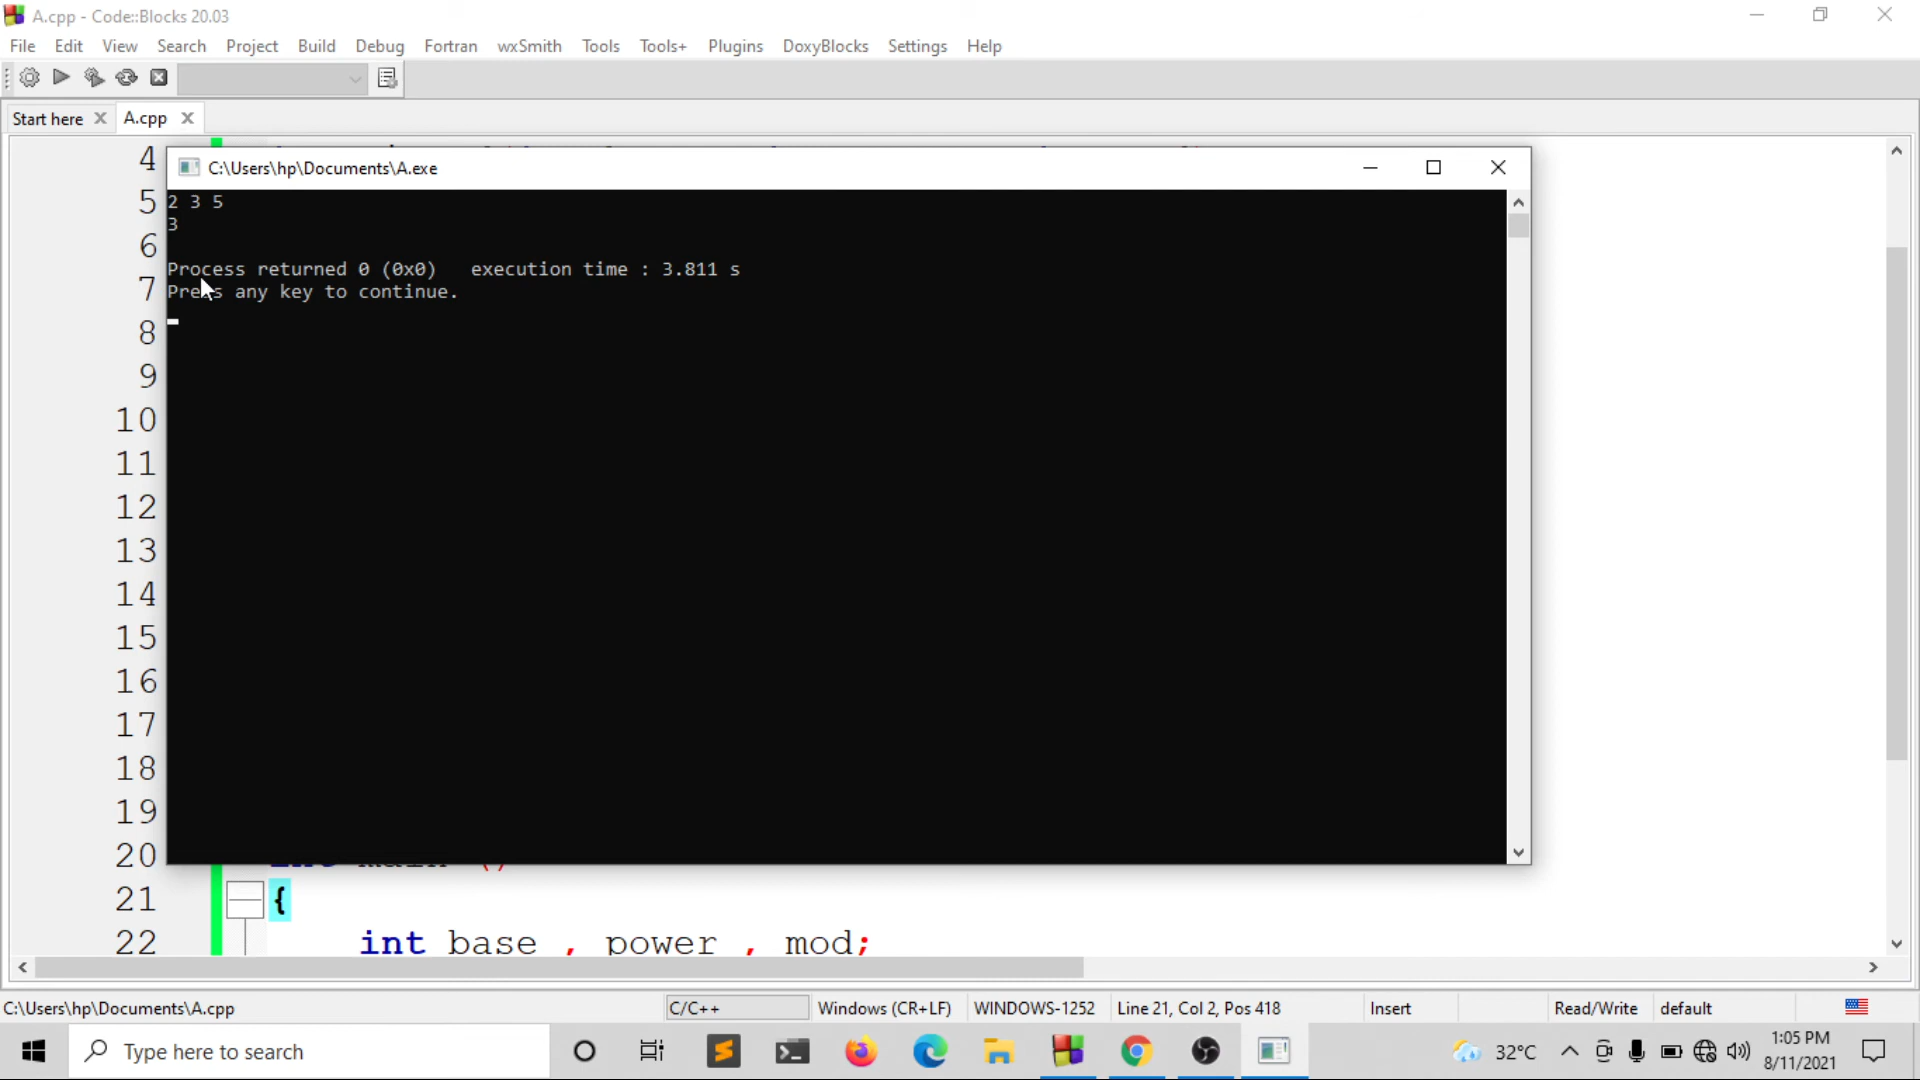 A.cpp - Code::Blocks 20.03
File Edit View Search Project Build Debug Fortran wxSmith Tools Tools+ Plugins DoxyBlocks Settings Help
Start here A.cpp
4
C:\Users\hp\Documents\A.exe
5 2 3 5
3
6
Process returned 0 (0x0)   execution time : 3.811 s
7 Press any key to continue.
8
9
10
11
12
13
14
15
16
17
18
19
20 int main ()
21 {
22 int base , power , mod;
C:\Users\hp\Documents\A.cpp C/C++ Windows (CR+LF) WINDOWS-1252 Line 21, Col 2, Pos 418 Insert Read/Write default
Type here to search 32°C 1:05 PM
8/11/2021